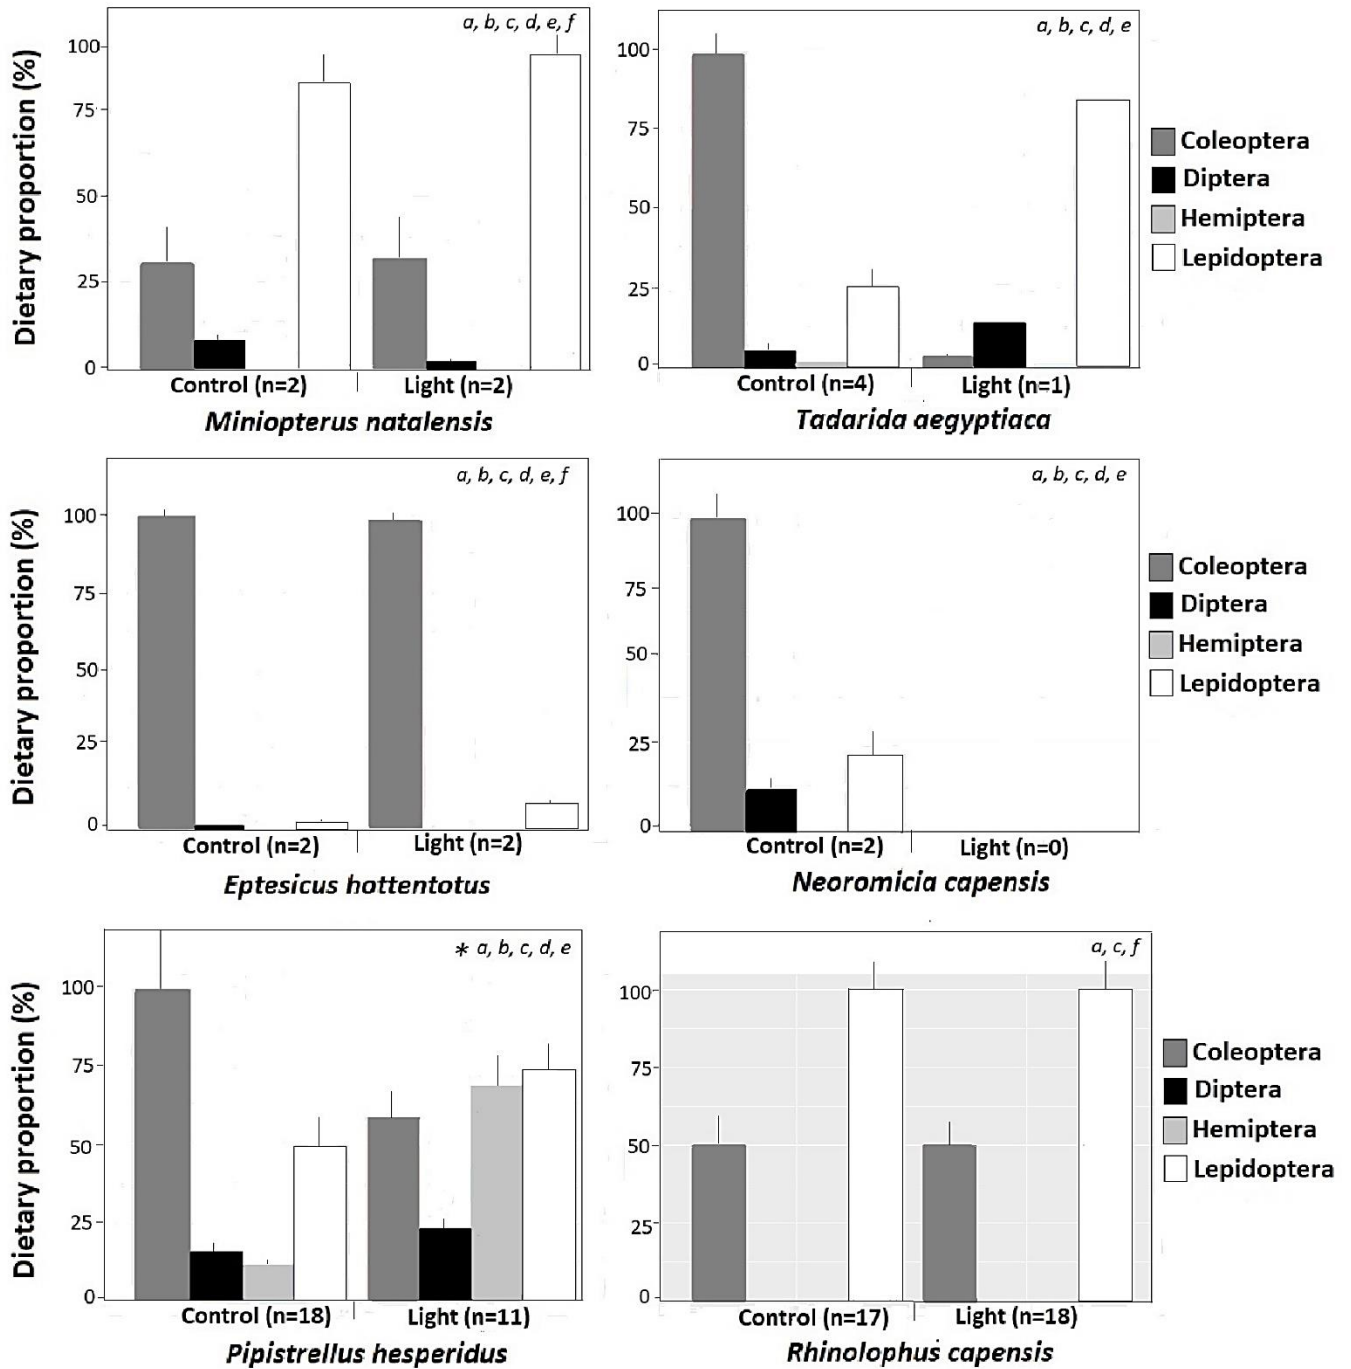 a, b, c, d, e, f
Dietary proportion (%)
100
75
50
25
0
Control (n=2)
Light (n=2)
Miniopterus natalensis
a, b, c, d, e
100
75
50
25
0
Control (n=4)
Light (n=1)
Tadarida aegyptiaca
Coleoptera
Diptera
Hemiptera
Lepidoptera
a, b, c, d, e, f
Dietary proportion (%)
100
75
50
25
0
Control (n=2)
Light (n=2)
Eptesicus hottentotus
a, b, c, d, e
100
75
50
25
0
Control (n=2)
Light (n=0)
Neoromicia capensis
Coleoptera
Diptera
Hemiptera
Lepidoptera
* a, b, c, d, e
Dietary proportion (%)
100
75
50
25
0
Control (n=18)
Light (n=11)
Pipistrellus hesperidus
a, c, f
100
75
50
25
0
Control (n=17)
Light (n=18)
Rhinolophus capensis
Coleoptera
Diptera
Hemiptera
Lepidoptera